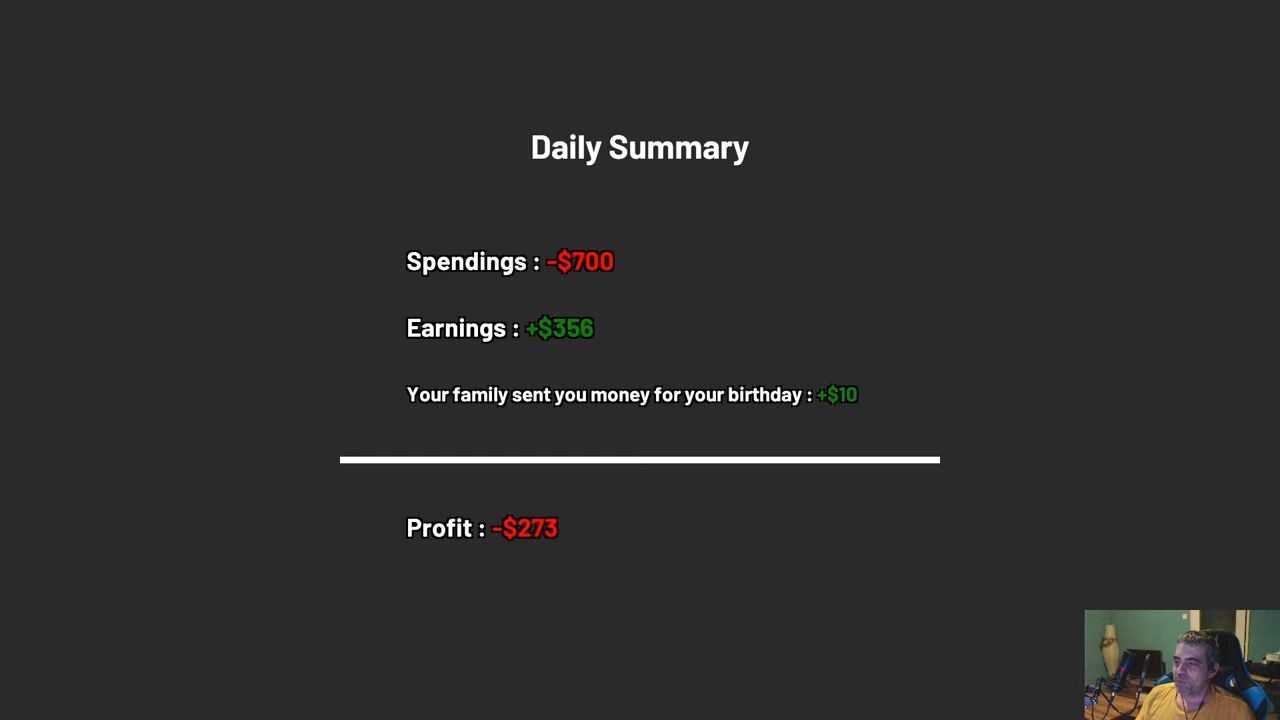 Daily Summary
Spendings : -$700
Earnings : +$356
Your family sent you money for your birthday : +$10
Profit : -$273